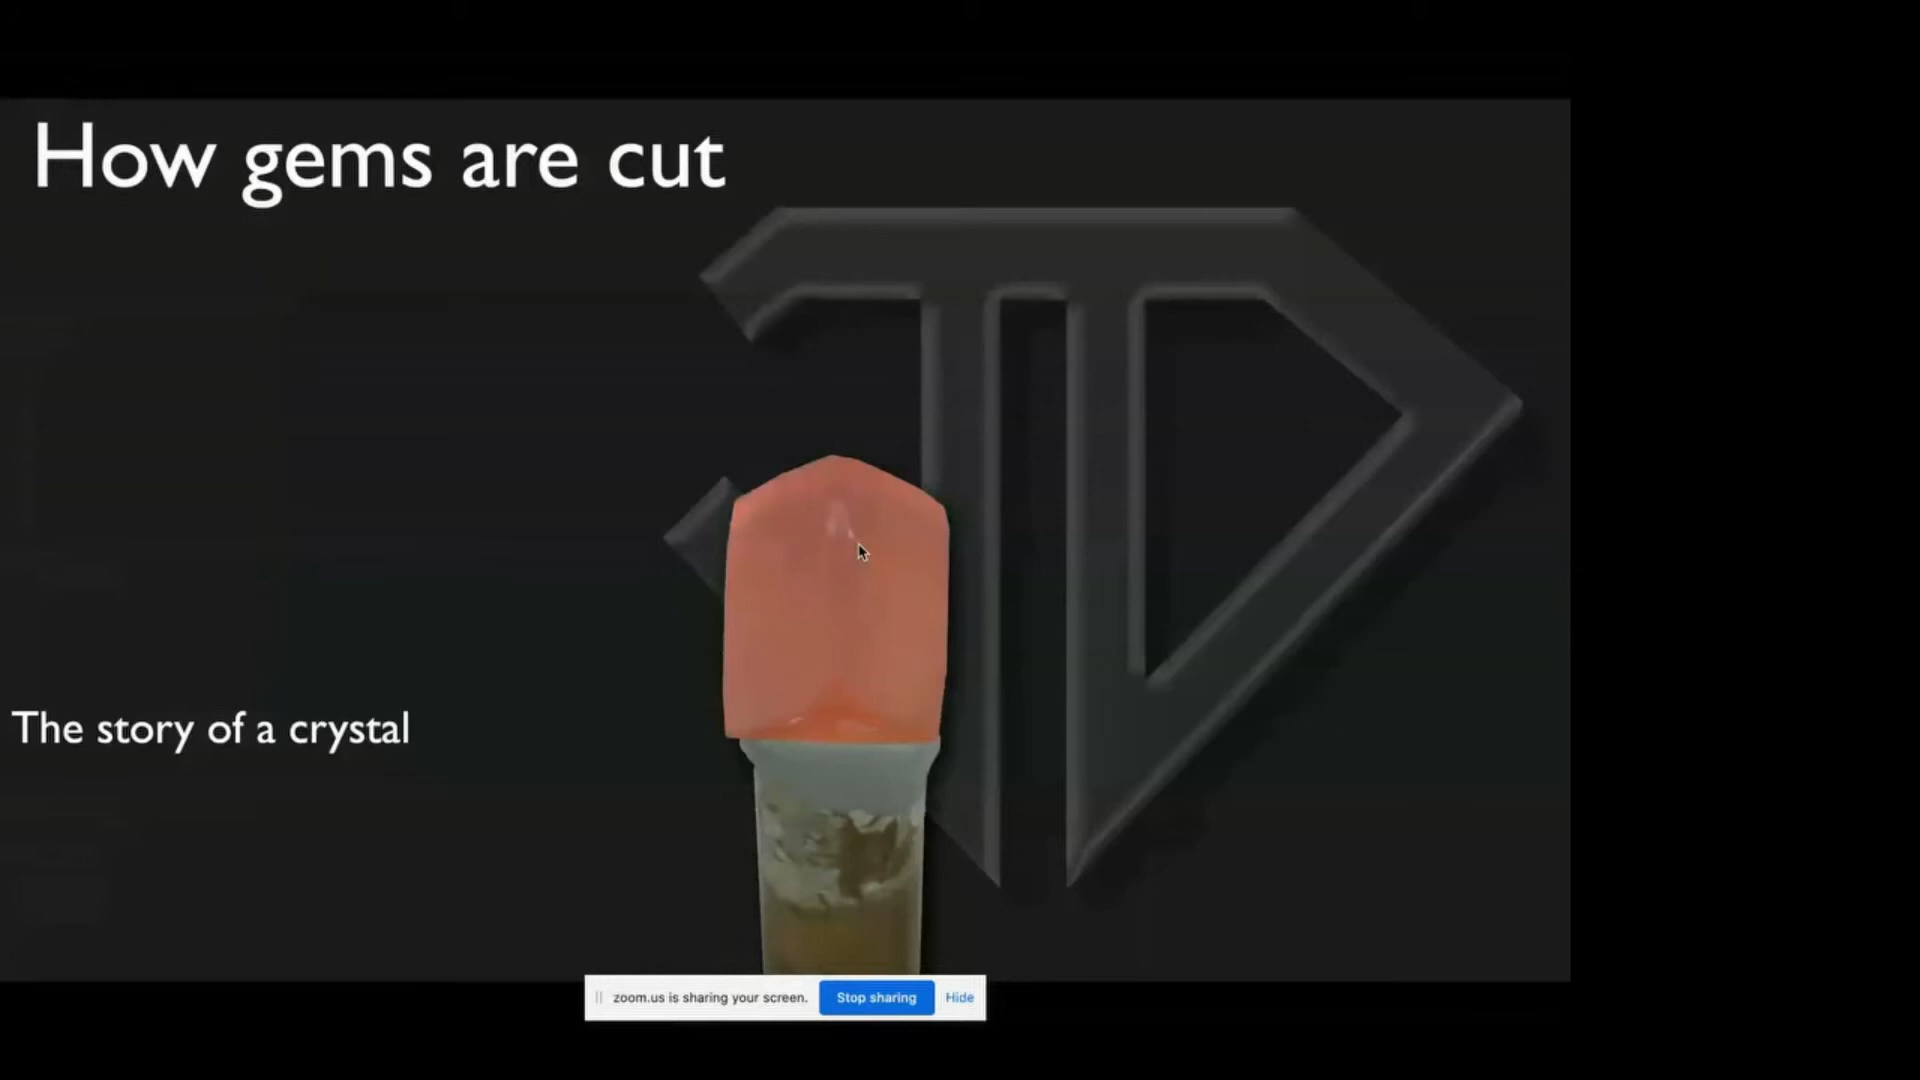 How gems are cut
The story of a crystal
zoom.us is sharing your screen. Stop sharing Hide